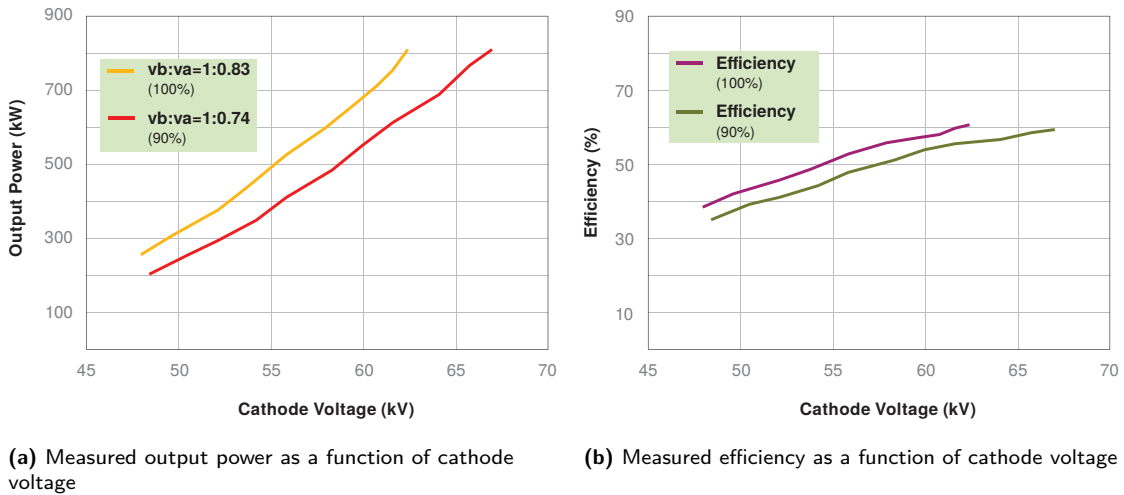 900
700
500
300
100
45 50 55 60 65 70
Output Power (kW)
Cathode Voltage (kV)
vb:va=1:0.83
(100%)
vb:va=1:0.74
(90%)
90
70
50
30
10
45 50 55 60 65 70
Efficiency (%)
Cathode Voltage (kV)
Efficiency
(100%)
Efficiency
(90%)
(a) Measured output power as a function of cathode
voltage
(b) Measured efficiency as a function of cathode voltage